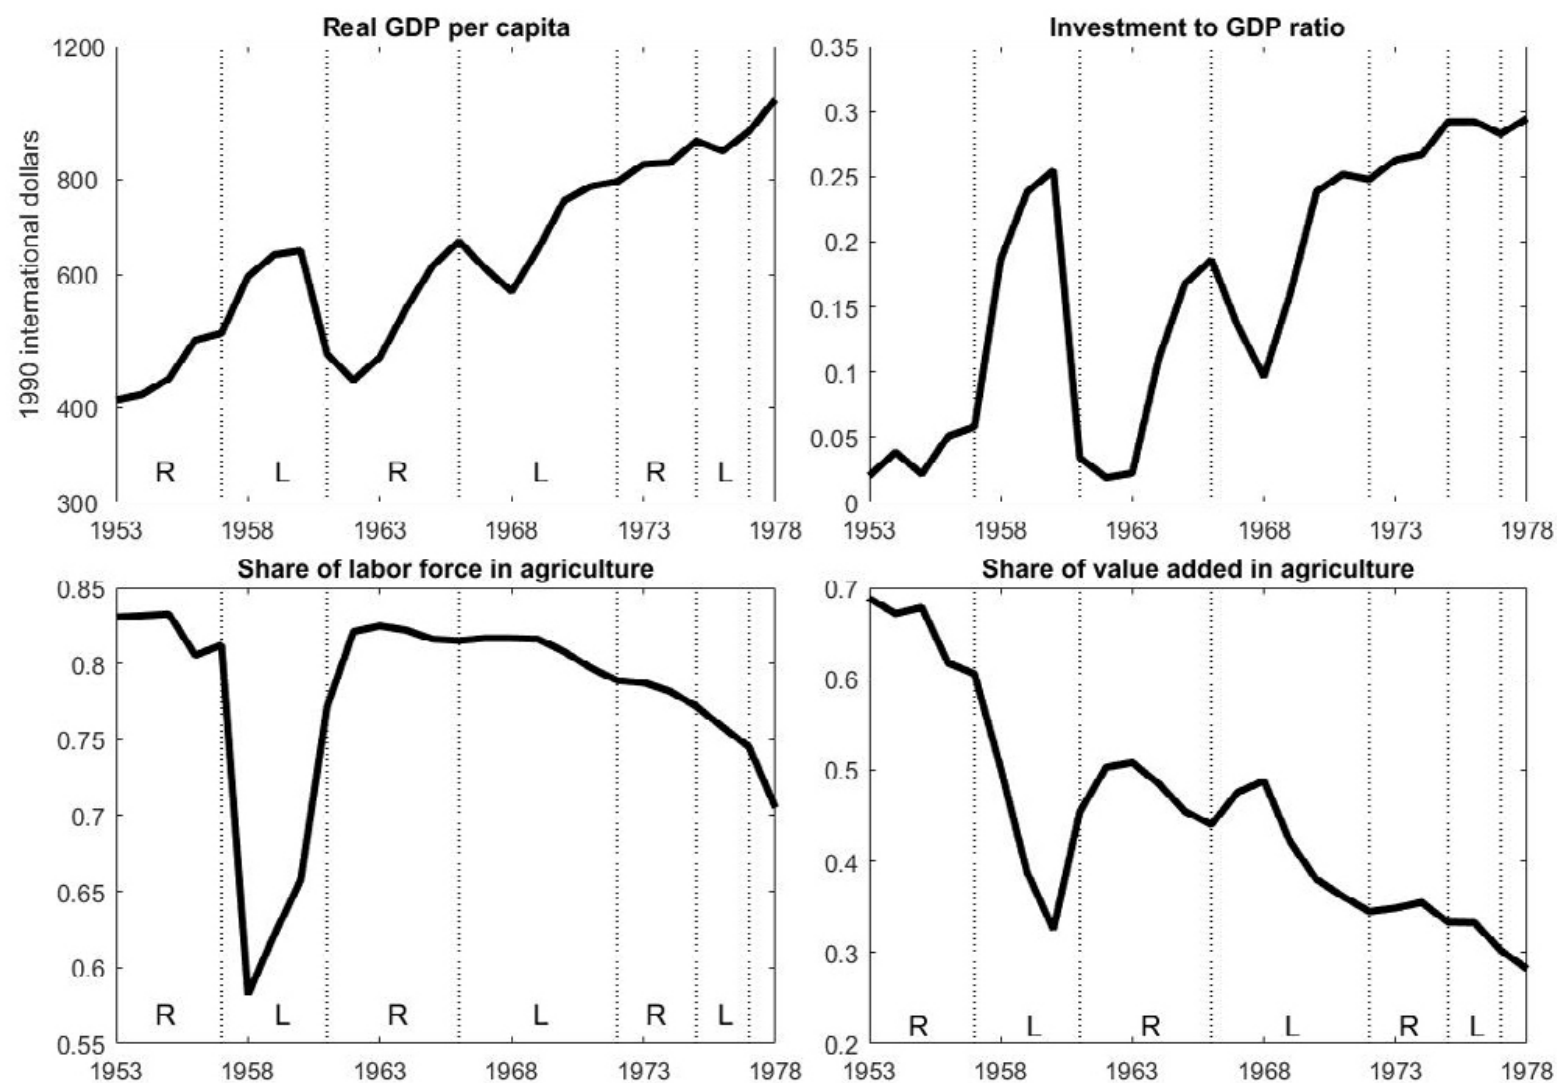 Real GDP per capita
1200
800
600
400
300
1990 international dollars
R L R L R L
1953 1958 1963 1968 1973 1978
Investment to GDP ratio
0.35
0.3
0.25
0.2
0.15
0.1
0.05
0
1953 1958 1963 1968 1973 1978
Share of labor force in agriculture
0.85
0.8
0.75
0.7
0.65
0.6
0.55
R L R L R L
1953 1958 1963 1968 1973 1978
Share of value added in agriculture
0.7
0.6
0.5
0.4
0.3
0.2
R L R L R L
1953 1958 1963 1968 1973 1978